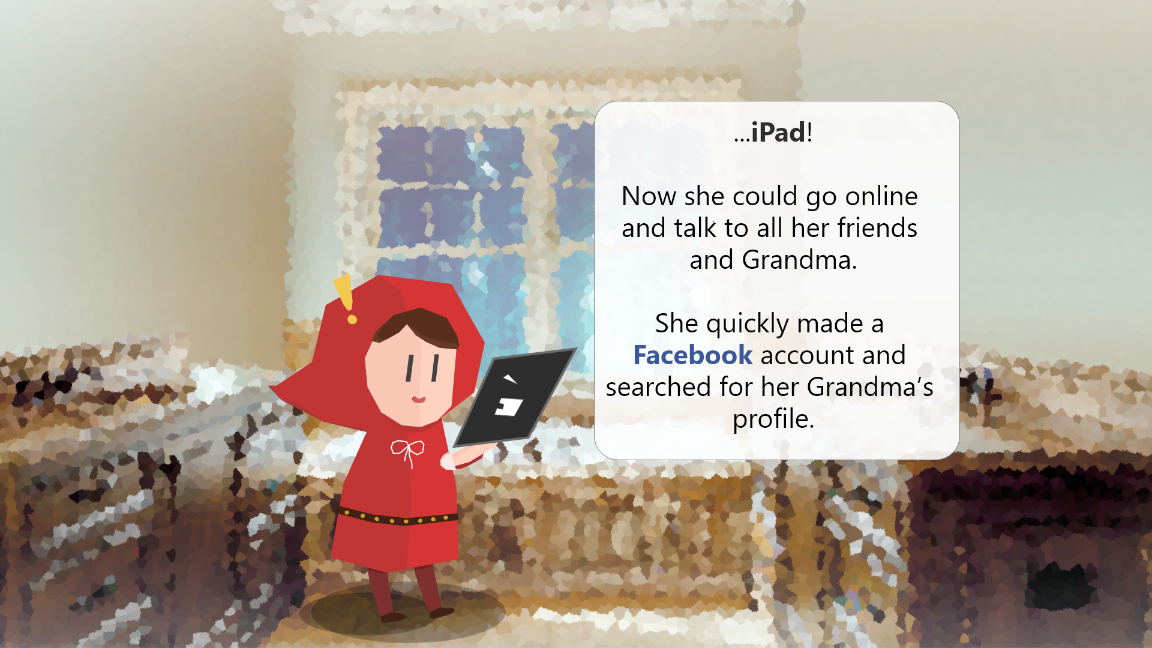 ...iPad!
Now she could go online
and talk to all her friends
and Grandma.
She quickly made a
Facebook account and
searched for her Grandma's
profile.